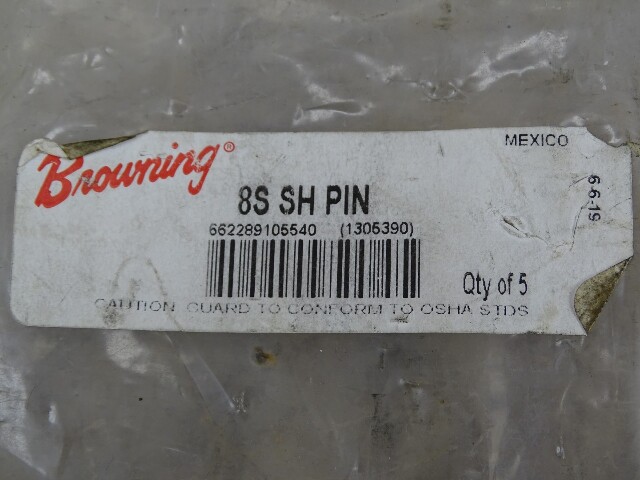 Browning®
MEXICO
8S SH PIN
6-6-19
662289105540 (1305390)
Qty of 5
CAUTION GUARD TO CONFORM TO OSHA STDS